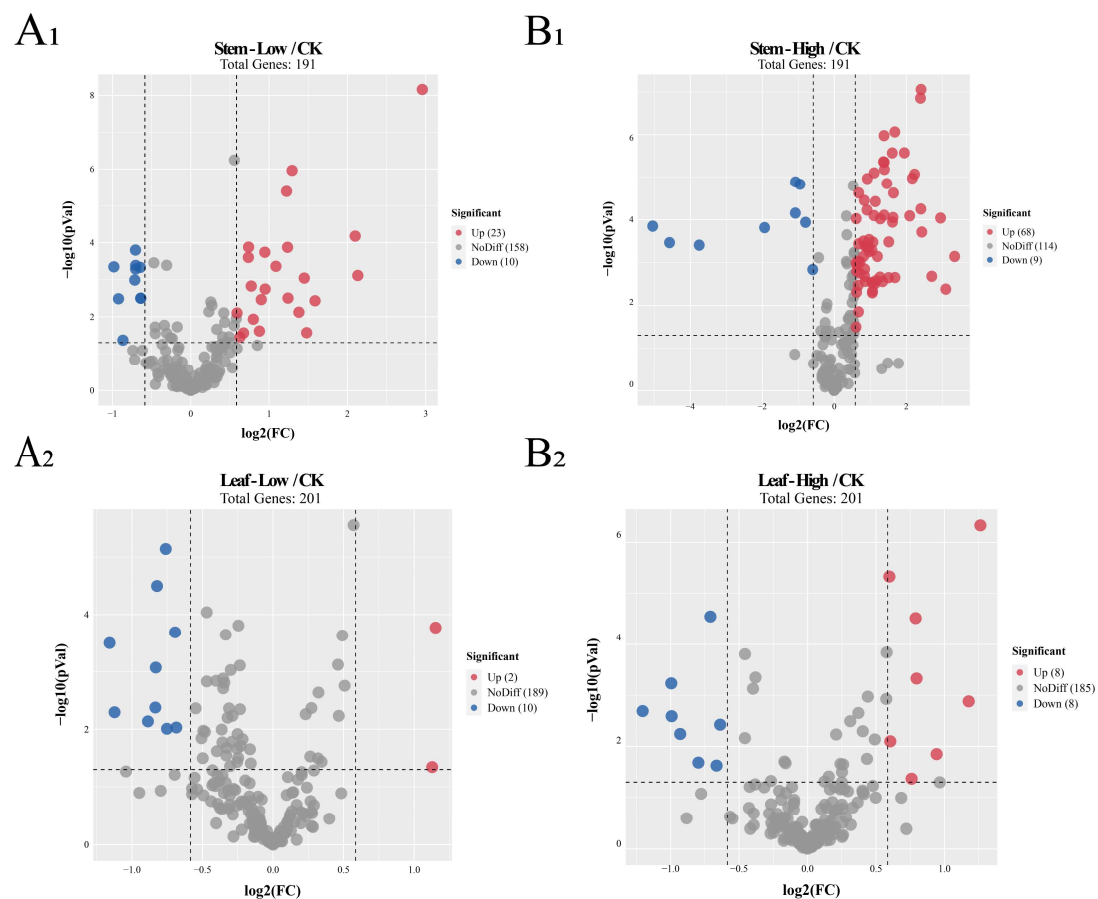 A1
Stem-Low /CK
Total Genes: 191
−log10(pVal)
8
6
4
2
0
−1
0
1
2
3
log2(FC)
Significant
Up (23)
NoDiff (158)
Down (10)
B1
Stem-High /CK
Total Genes: 191
−log10(pVal)
6
4
2
0
−4
−2
0
2
log2(FC)
Significant
Up (68)
NoDiff (114)
Down (9)
A2
Leaf-Low /CK
Total Genes: 201
−log10(pVal)
4
2
0
−1.0
−0.5
0.0
0.5
1.0
log2(FC)
Significant
Up (2)
NoDiff (189)
Down (10)
B2
Leaf-High /CK
Total Genes: 201
−log10(pVal)
6
4
2
0
−1.0
−0.5
0.0
0.5
1.0
log2(FC)
Significant
Up (8)
NoDiff (185)
Down (8)